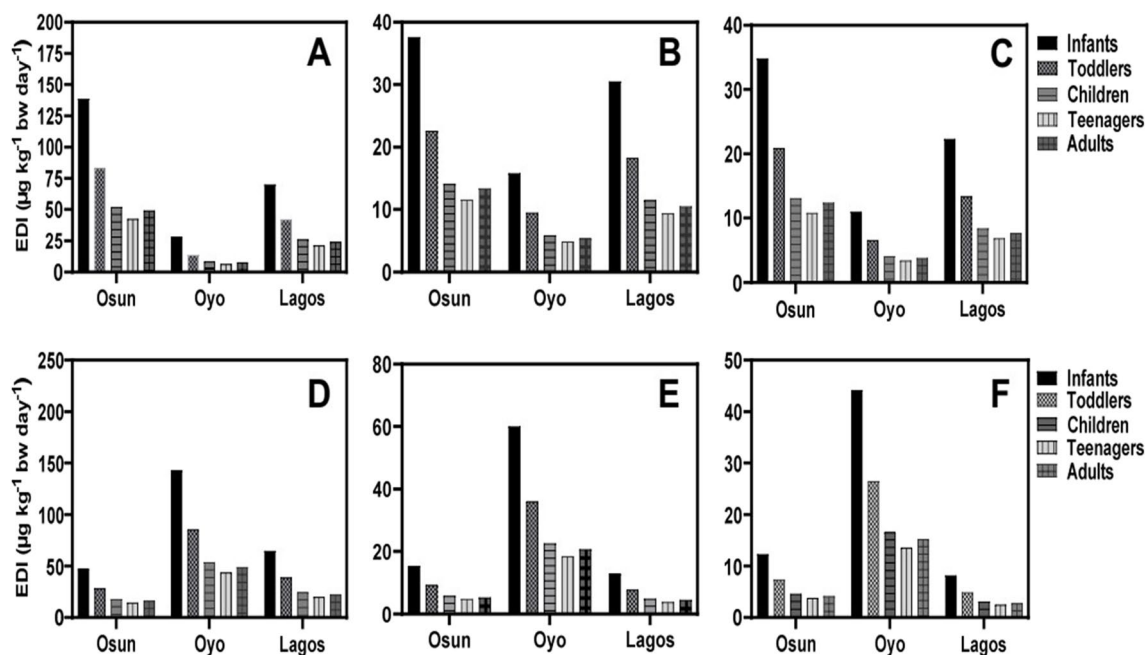 EDI (µg kg⁻¹ bw day⁻¹)
200
175
150
125
100
75
50
25
0
A
Osun Oyo Lagos
40
30
20
10
0
B
Osun Oyo Lagos
40
30
20
10
0
C
Osun Oyo Lagos
Infants
Toddlers
Children
Teenagers
Adults
EDI (µg kg⁻¹ bw day⁻¹)
250
200
150
100
50
0
D
Osun Oyo Lagos
80
60
40
20
0
E
Osun Oyo Lagos
50
40
30
20
10
0
F
Osun Oyo Lagos
Infants
Toddlers
Children
Teenagers
Adults